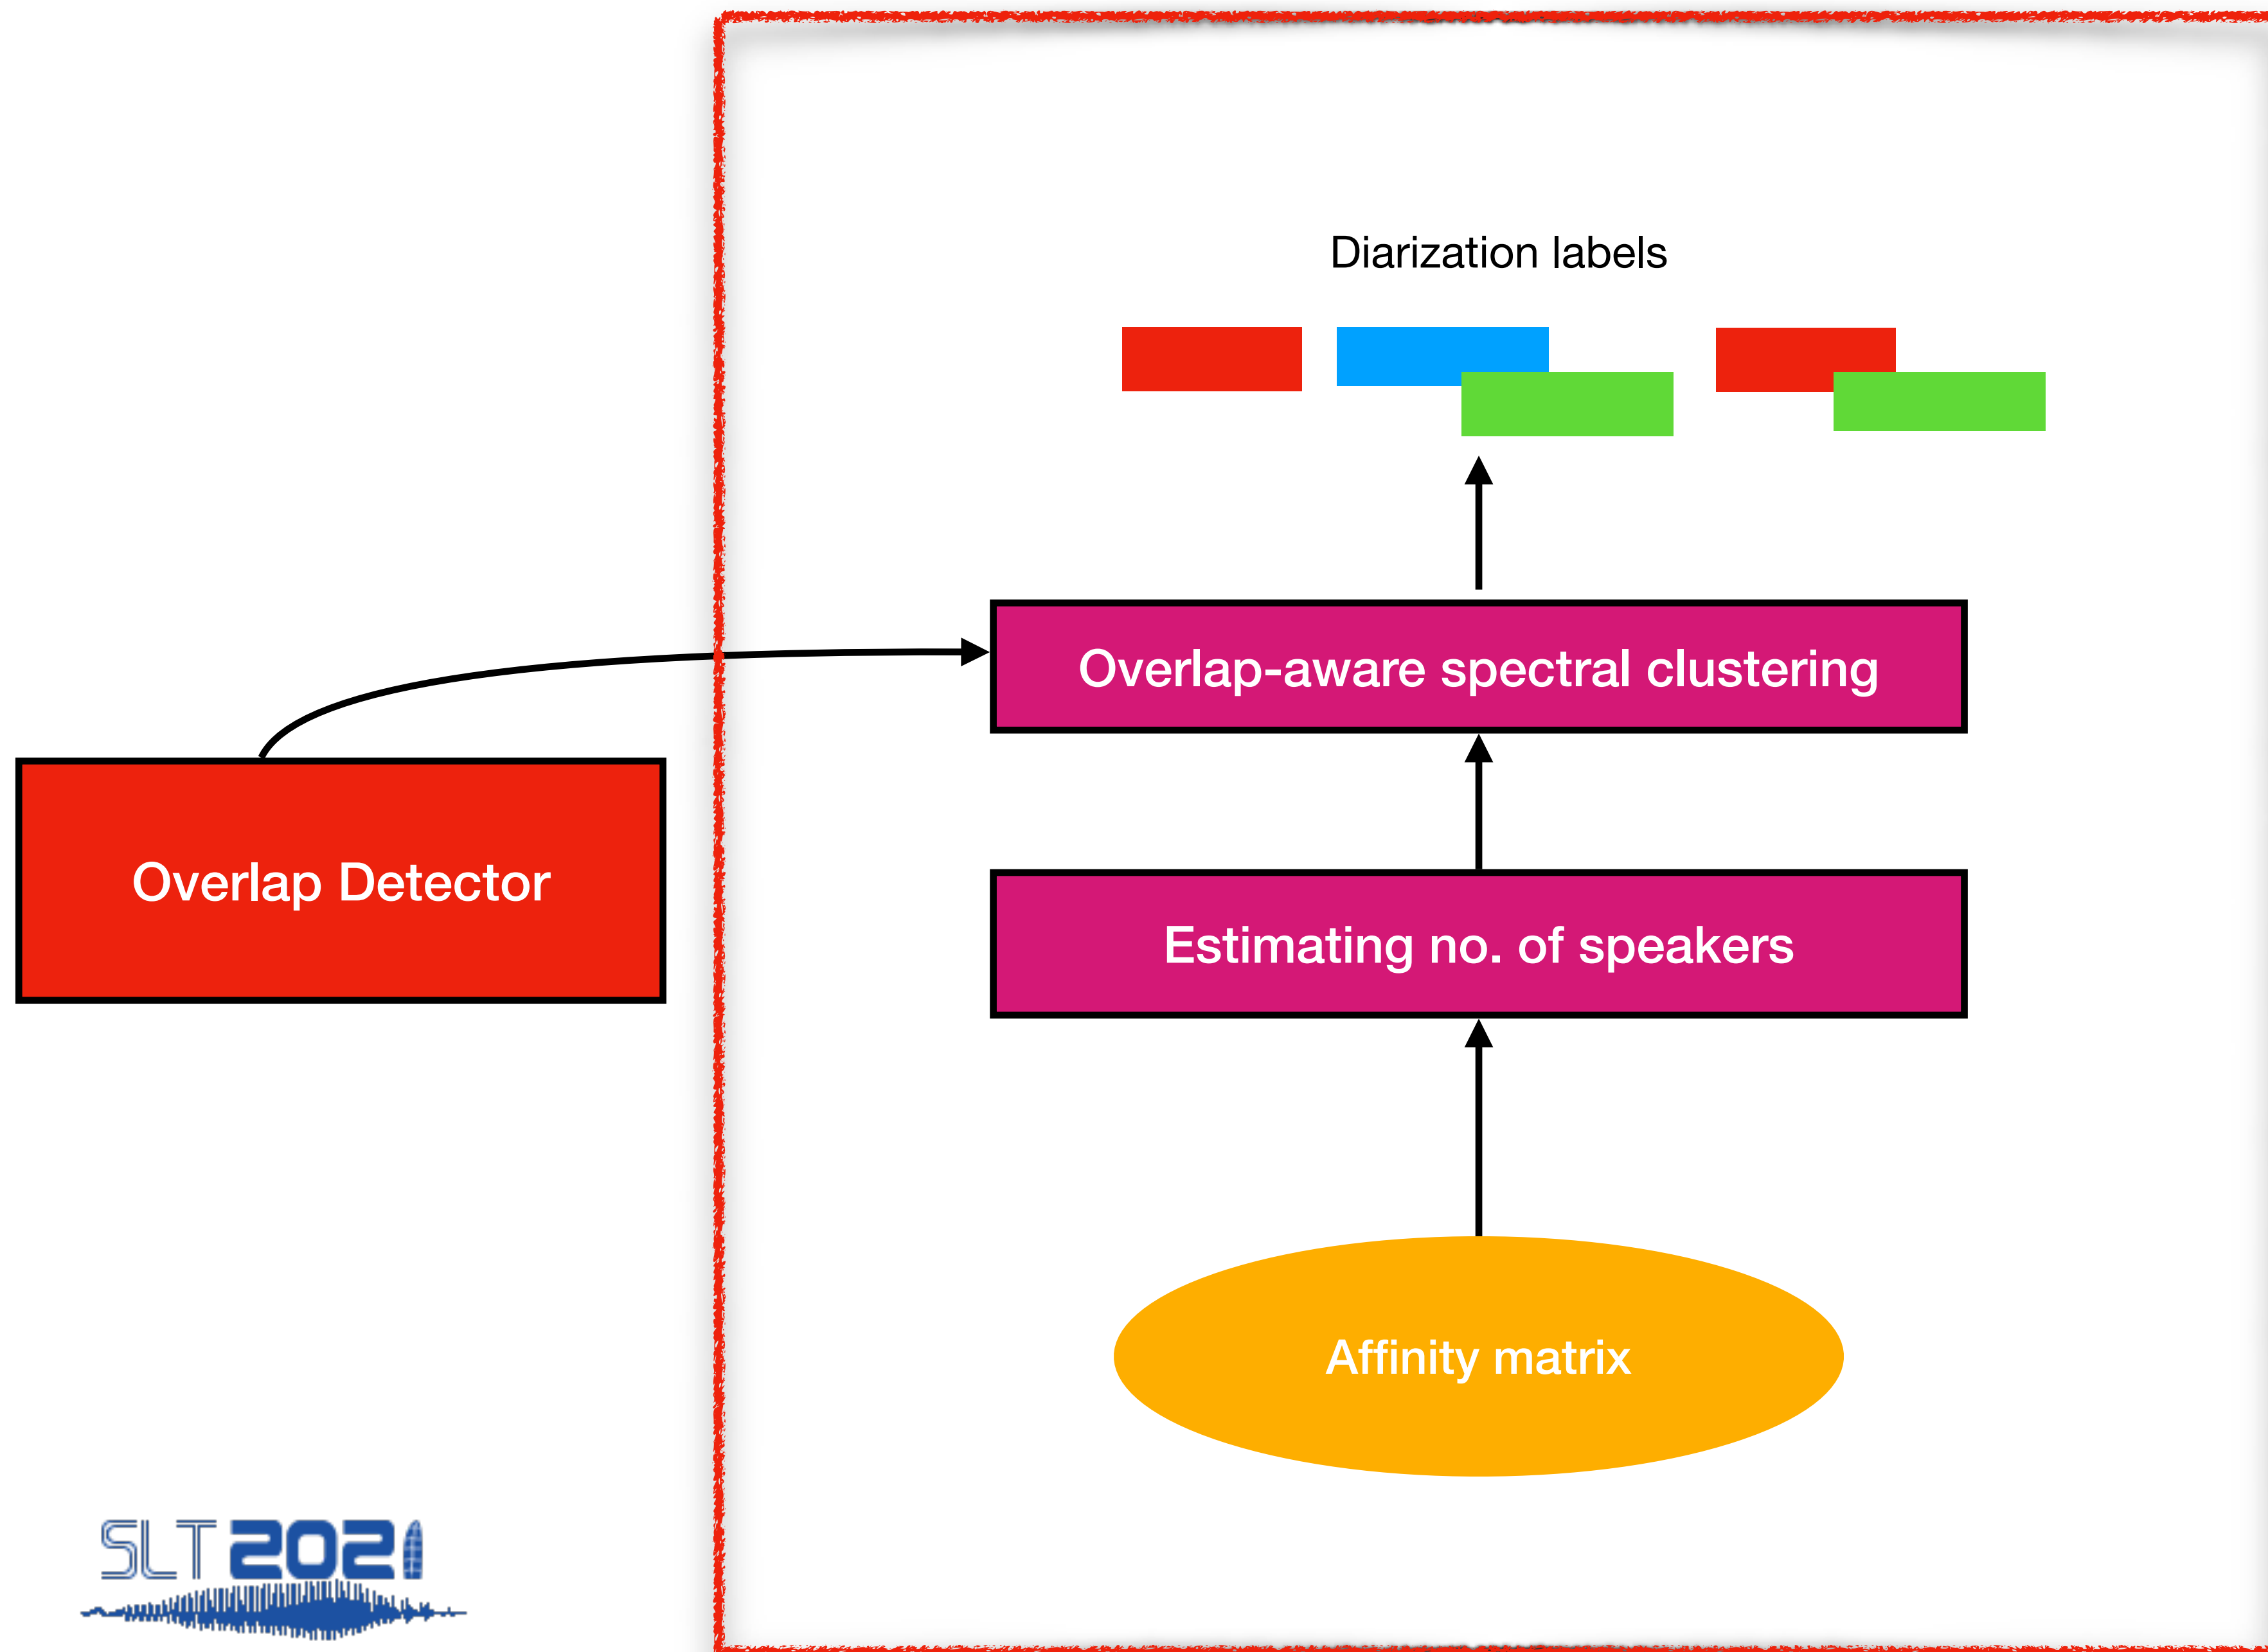 Diarization labels
Overlap-aware spectral clustering
Overlap Detector
Estimating no. of speakers
Affinity matrix
SLT 2021